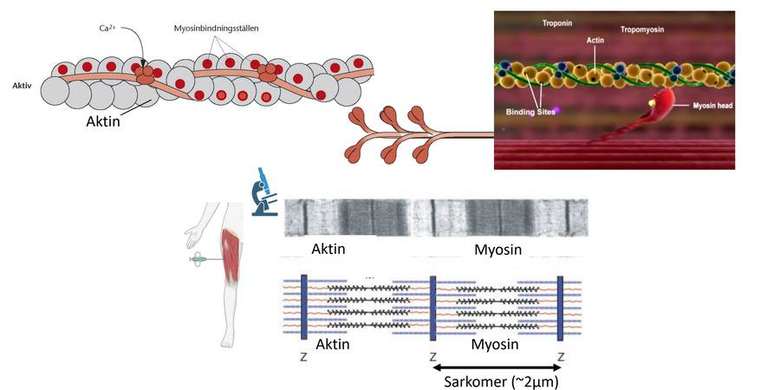 Ca²⁺
Myosinbindningsställen
Aktiv
Aktin
Troponin
Tropomyosin
Actin
Binding Sites
Myosin head
Aktin
Myosin
Aktin
Myosin
Z
Z
Z
Sarkomer (~2µm)